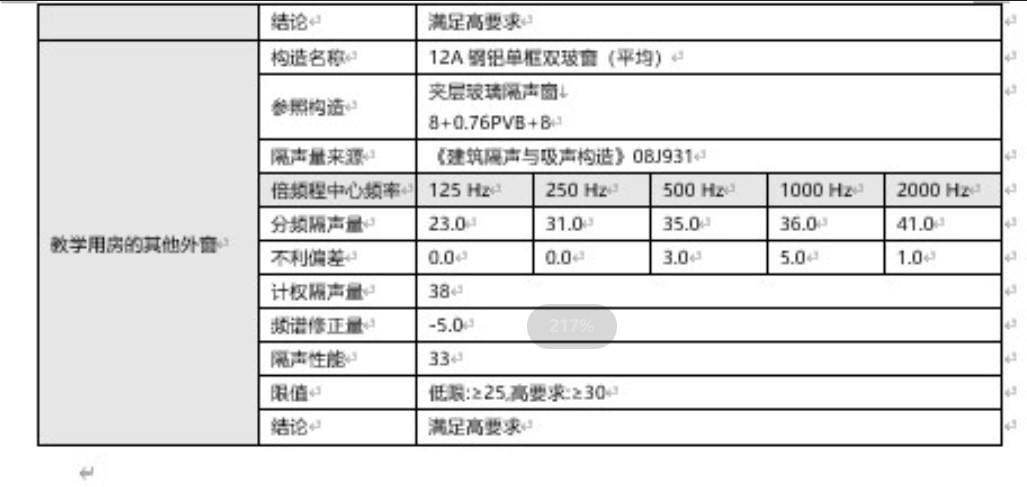 结论 满足高要求
构造名称 12A 钢铝单框双玻窗（平均）
参照构造 夹层玻璃隔声窗↓
8+0.76PVB+8
隔声量来源 《建筑隔声与吸声构造》08J931
倍频程中心频率 125 Hz 250 Hz 500 Hz 1000 Hz 2000 Hz
分频隔声量 23.0 31.0 35.0 36.0 41.0
教学用房的其他外窗
不利偏差 0.0 0.0 3.0 5.0 1.0
计权隔声量 38
频谱修正量 -5.0
217%
隔声性能 33
限值 低限:≥25,高要求:≥30
结论 满足高要求